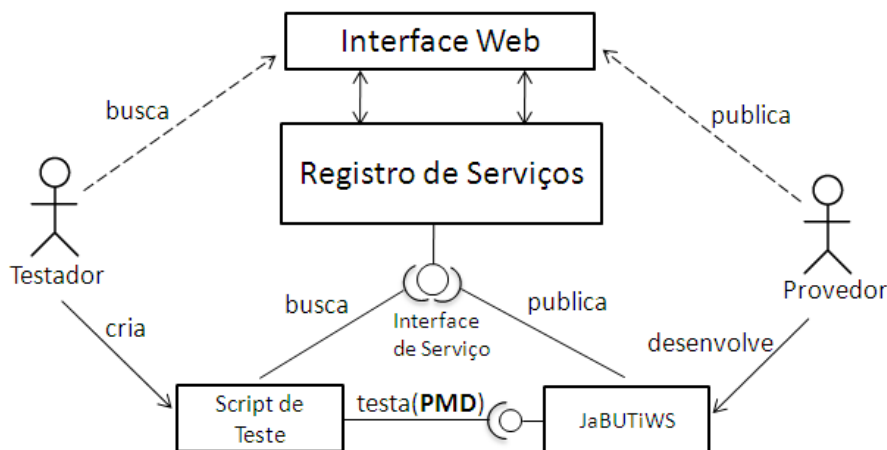 Interface Web
busca
publica
Registro de Serviços
Testador
Provedor
busca
publica
Interface
de Serviço
cria
desenvolve
Script de
Teste
testa(PMD)
JaBUTiWS